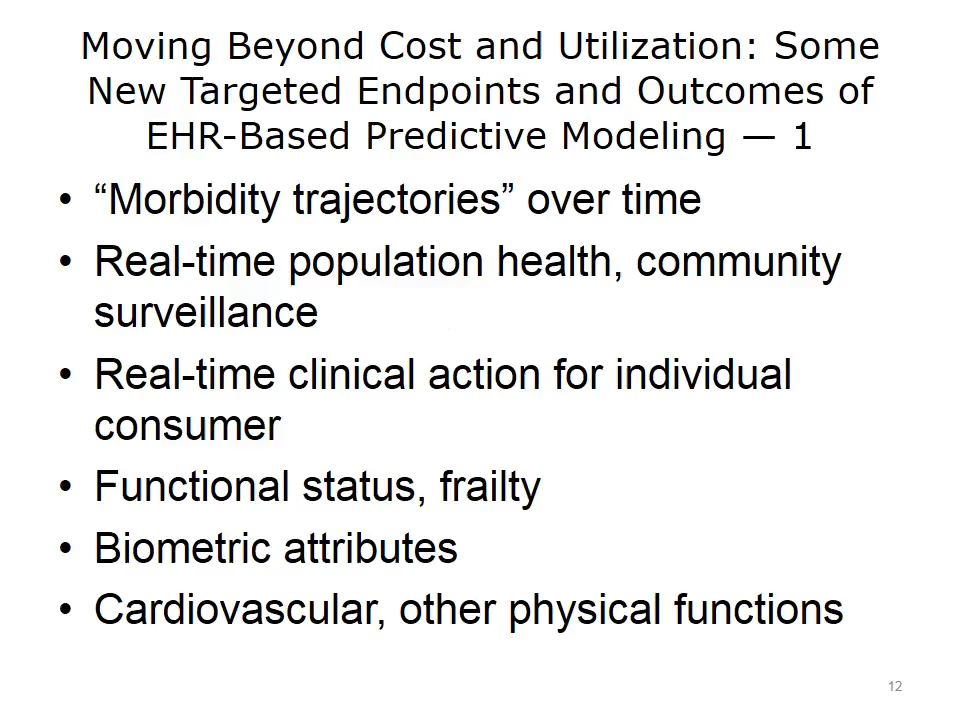 Moving Beyond Cost and Utilization: Some
New Targeted Endpoints and Outcomes of
EHR-Based Predictive Modeling — 1
• “Morbidity trajectories” over time
• Real-time population health, community
surveillance
• Real-time clinical action for individual
consumer
• Functional status, frailty
• Biometric attributes
• Cardiovascular, other physical functions
12